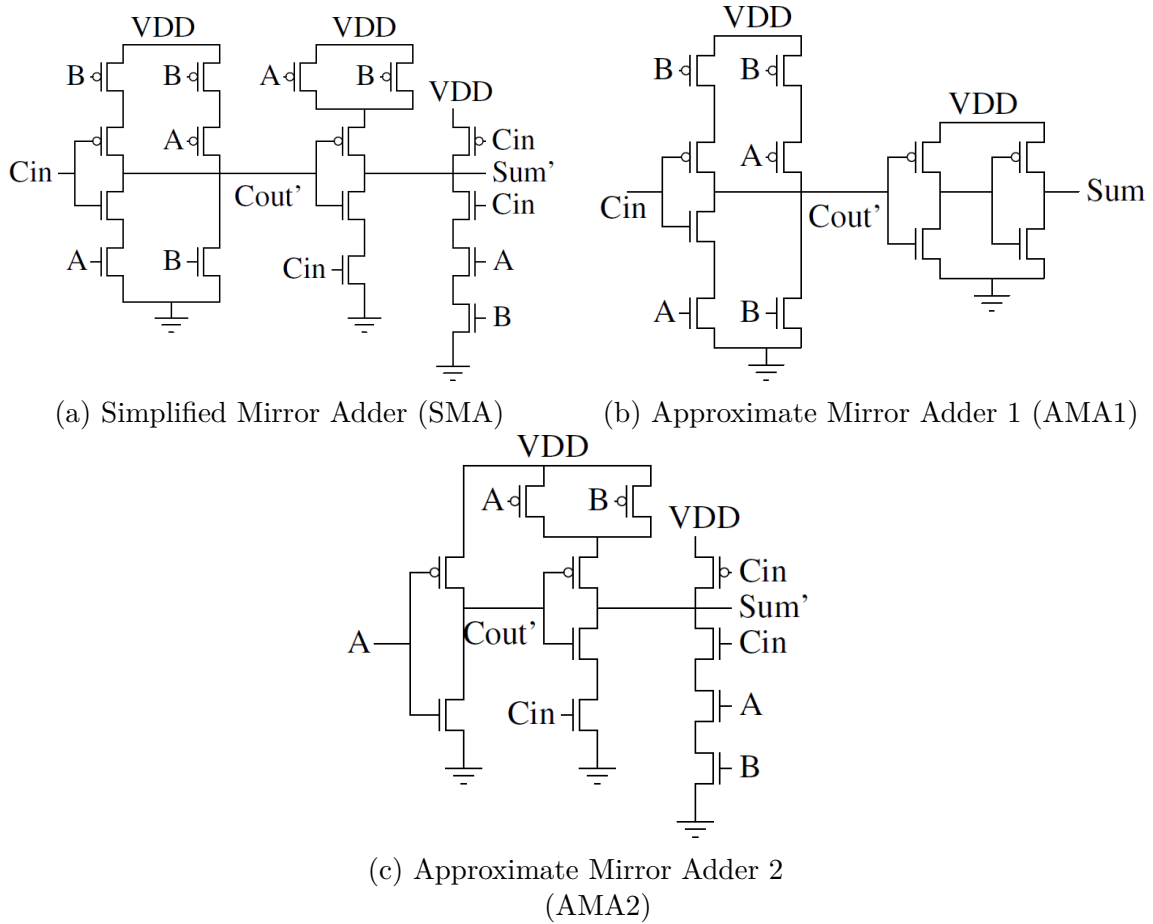 VDD
VDD
B
B
A
B
VDD
Cin
A
Cin
Cout'
Sum'
Cin
A
B
Cin
A
B
VDD
B
B
VDD
A
Cin
Cout'
Sum
A
B
(a) Simplified Mirror Adder (SMA)
(b) Approximate Mirror Adder 1 (AMA1)
VDD
A
B
VDD
Cin
Sum'
A
Cout'
Cin
Cin
A
B
(c) Approximate Mirror Adder 2
(AMA2)